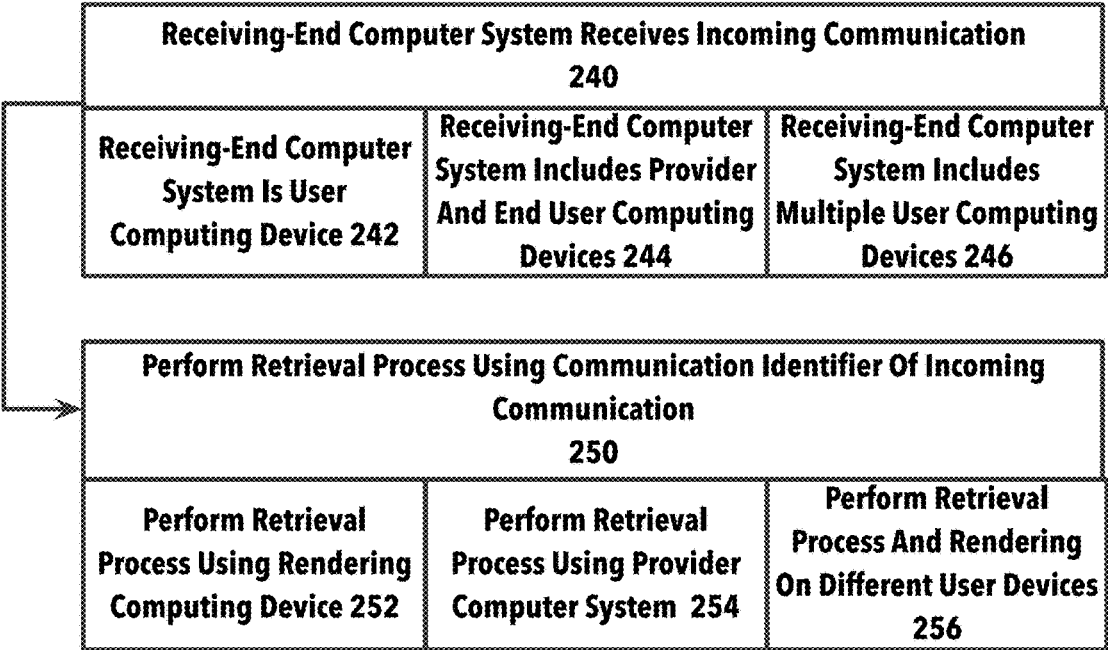 Receiving-End Computer System Receives Incoming Communication
240
Receiving-End Computer
System Is User
Computing Device 242
Receiving-End Computer
System Includes Provider
And End User Computing
Devices 244
Receiving-End Computer
System Includes
Multiple User Computing
Devices 246
Perform Retrieval Process Using Communication Identifier Of Incoming
Communication
250
Perform Retrieval
Process Using Rendering
Computing Device 252
Perform Retrieval
Process Using Provider
Computer System 254
Perform Retrieval
Process And Rendering
On Different User Devices
256